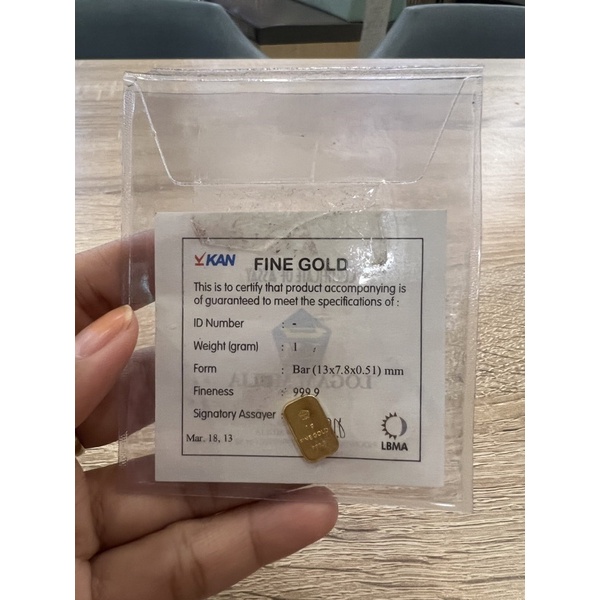 KAN FINE GOLD
This is to certify that product accompanying is
of guaranteed to meet the specifications of :
ID Number : -
Weight (gram) : 1
Form : Bar (13x7.8x0.51) mm
Fineness : 999.9
Signatory Assayer :
Mar. 18, 13
LBMA
FINE GOLD